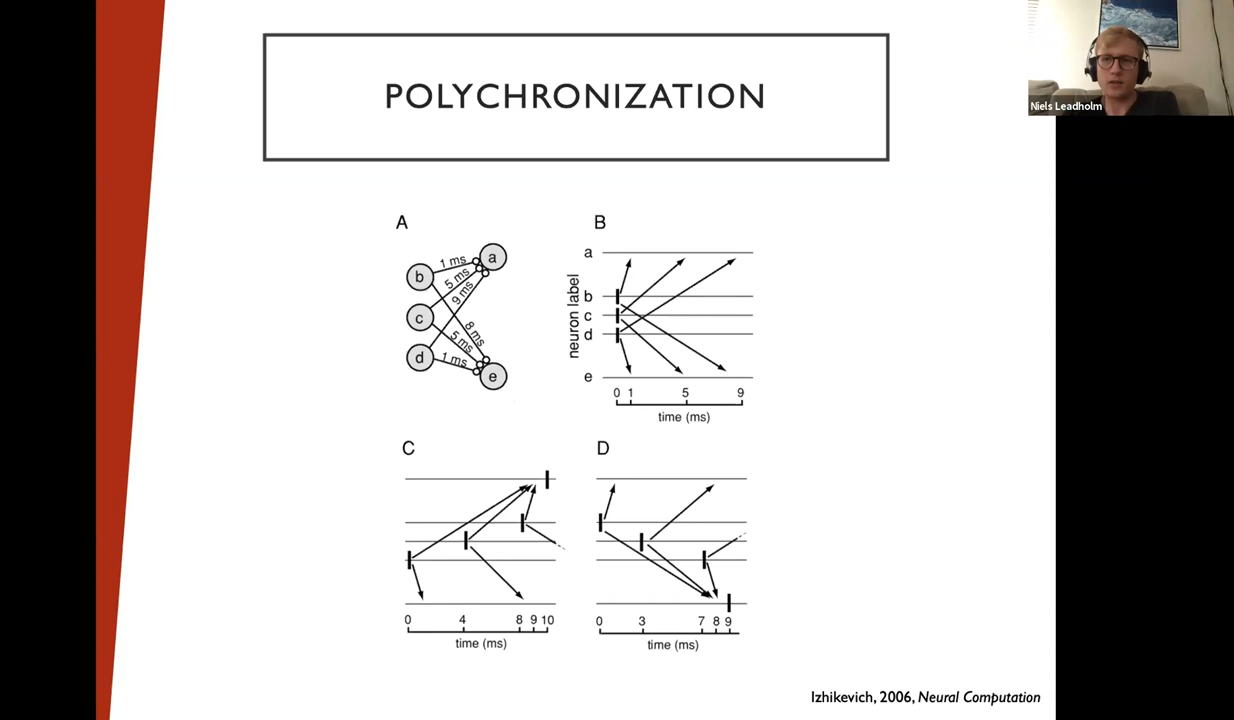 POLYCHRONIZATION
Niels Leadholm
A
b
c
d
a
e
1 ms
5 ms
9 ms
8 ms
5 ms
1 ms
B
neuron label
a
b
c
d
e
0 1 5 9
time (ms)
C
0 4 8 9 10
time (ms)
D
0 3 7 8 9
time (ms)
Izhikevich, 2006, Neural Computation